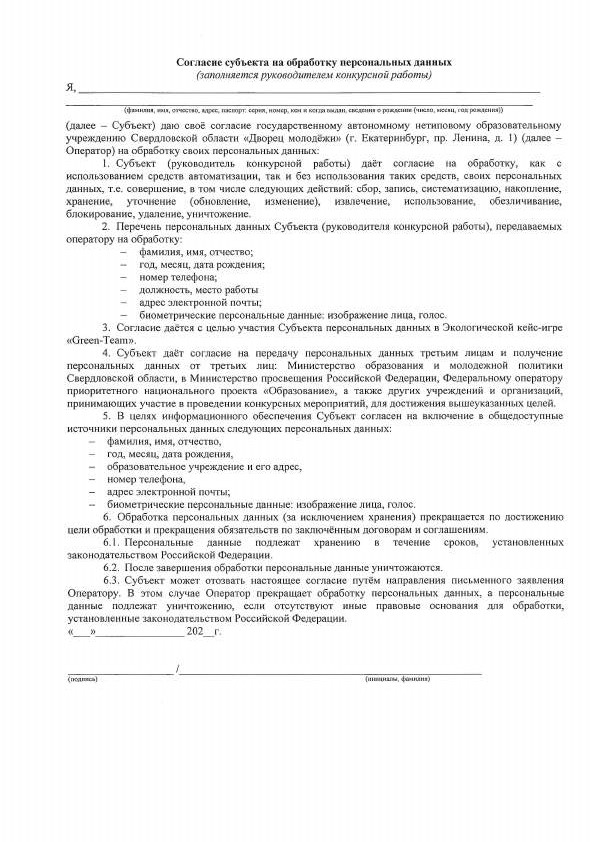 Согласие субъекта на обработку персональных данных
(заполняется руководителем конкурсной работы)
Я, ___________________________________________
___________________________________________
(фамилия, имя, отчество, адрес, паспорт: серия, номер, кем и когда выдан, сведения о рождении (число, месяц, год рождения))
(далее – Субъект) даю своё согласие государственному автономному нетиповому образовательному
учреждению Свердловской области «Дворец молодёжи» (г. Екатеринбург, пр. Ленина, д. 1) (далее –
Оператор) на обработку своих персональных данных:
1. Субъект (руководитель конкурсной работы) даёт согласие на обработку, как с
использованием средств автоматизации, так и без использования таких средств, своих персональных
данных, т.е. совершение, в том числе следующих действий: сбор, запись, систематизацию, накопление,
хранение, уточнение (обновление, изменение), извлечение, использование, обезличивание,
блокирование, удаление, уничтожение.
2. Перечень персональных данных Субъекта (руководителя конкурсной работы), передаваемых
оператору на обработку:
– фамилия, имя, отчество;
– год, месяц, дата рождения;
– номер телефона;
– должность, место работы
– адрес электронной почты;
– биометрические персональные данные: изображение лица, голос.
3. Согласие даётся с целью участия Субъекта персональных данных в Экологической кейс-игре
«Green-Team».
4. Субъект даёт согласие на передачу персональных данных третьим лицам и получение
персональных данных от третьих лиц: Министерство образования и молодежной политики
Свердловской области, в Министерство просвещения Российской Федерации, Федеральному оператору
приоритетного национального проекта «Образование», а также других учреждений и организаций,
принимающих участие в проведении конкурсных мероприятий, для достижения вышеуказанных целей.
5. В целях информационного обеспечения Субъект согласен на включение в общедоступные
источники персональных данных следующих персональных данных:
– фамилия, имя, отчество,
– год, месяц, дата рождения,
– образовательное учреждение и его адрес,
– номер телефона,
– адрес электронной почты;
– биометрические персональные данные: изображение лица, голос.
6. Обработка персональных данных (за исключением хранения) прекращается по достижению
цели обработки и прекращения обязательств по заключённым договорам и соглашениям.
6.1. Персональные данные подлежат хранению в течение сроков, установленных
законодательством Российской Федерации.
6.2. После завершения обработки персональные данные уничтожаются.
6.3. Субъект может отозвать настоящее согласие путём направления письменного заявления
Оператору. В этом случае Оператор прекращает обработку персональных данных, а персональные
данные подлежат уничтожению, если отсутствуют иные правовые основания для обработки,
установленные законодательством Российской Федерации.
«___»________________ 202__г.
____________________ /____________________
(подпись) (инициалы, фамилия)